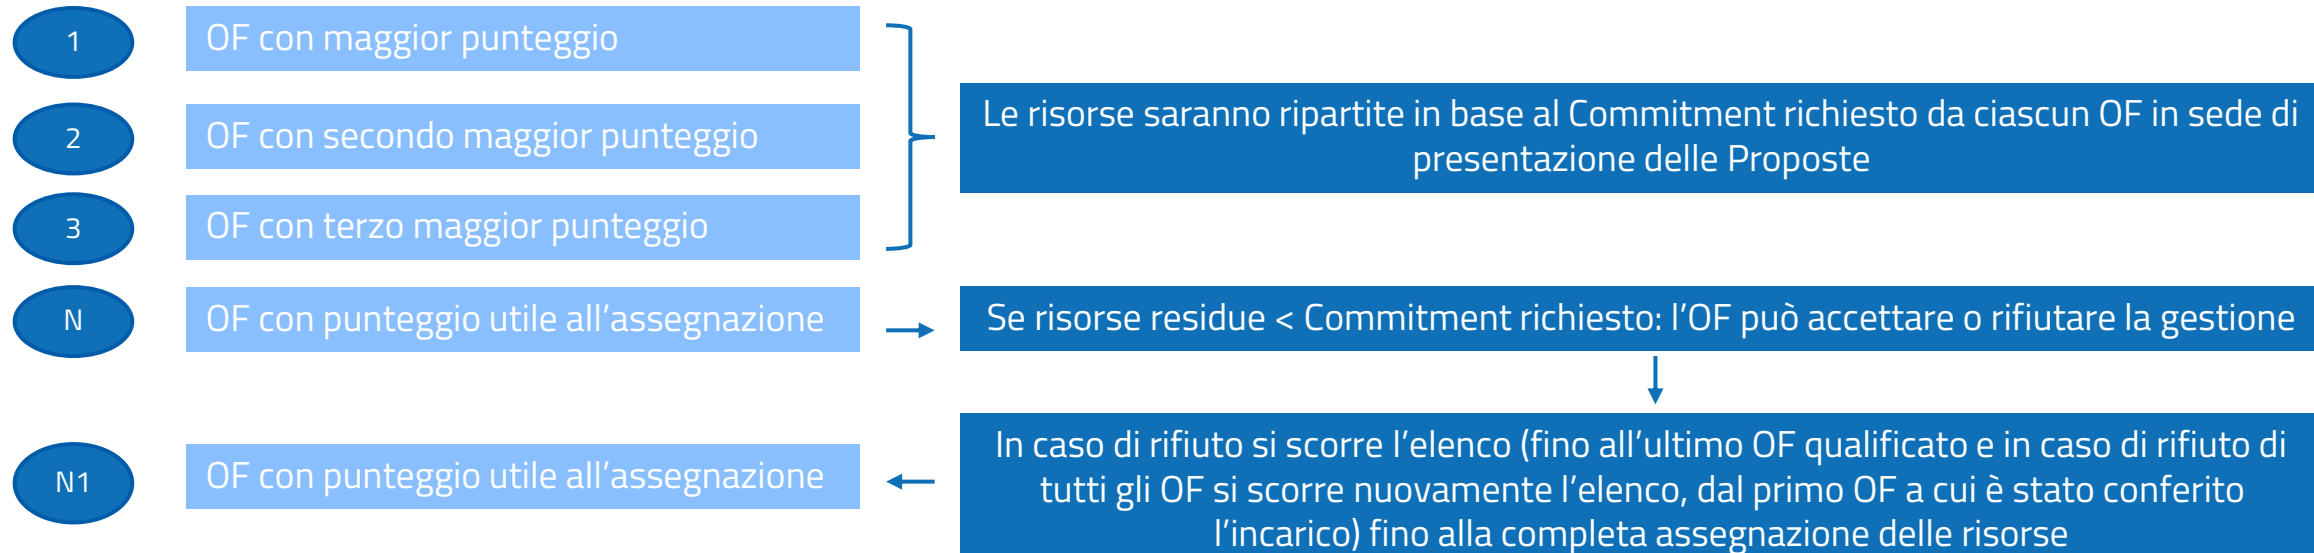 1
OF con maggior punteggio
2
OF con secondo maggior punteggio
3
OF con terzo maggior punteggio
Le risorse saranno ripartite in base al Commitment richiesto da ciascun OF in sede di
presentazione delle Proposte
N
OF con punteggio utile all’assegnazione
Se risorse residue < Commitment richiesto: l’OF può accettare o rifiutare la gestione
In caso di rifiuto si scorre l’elenco (fino all’ultimo OF qualificato e in caso di rifiuto di
tutti gli OF si scorre nuovamente l’elenco, dal primo OF a cui è stato conferito
l’incarico) fino alla completa assegnazione delle risorse
N1
OF con punteggio utile all’assegnazione